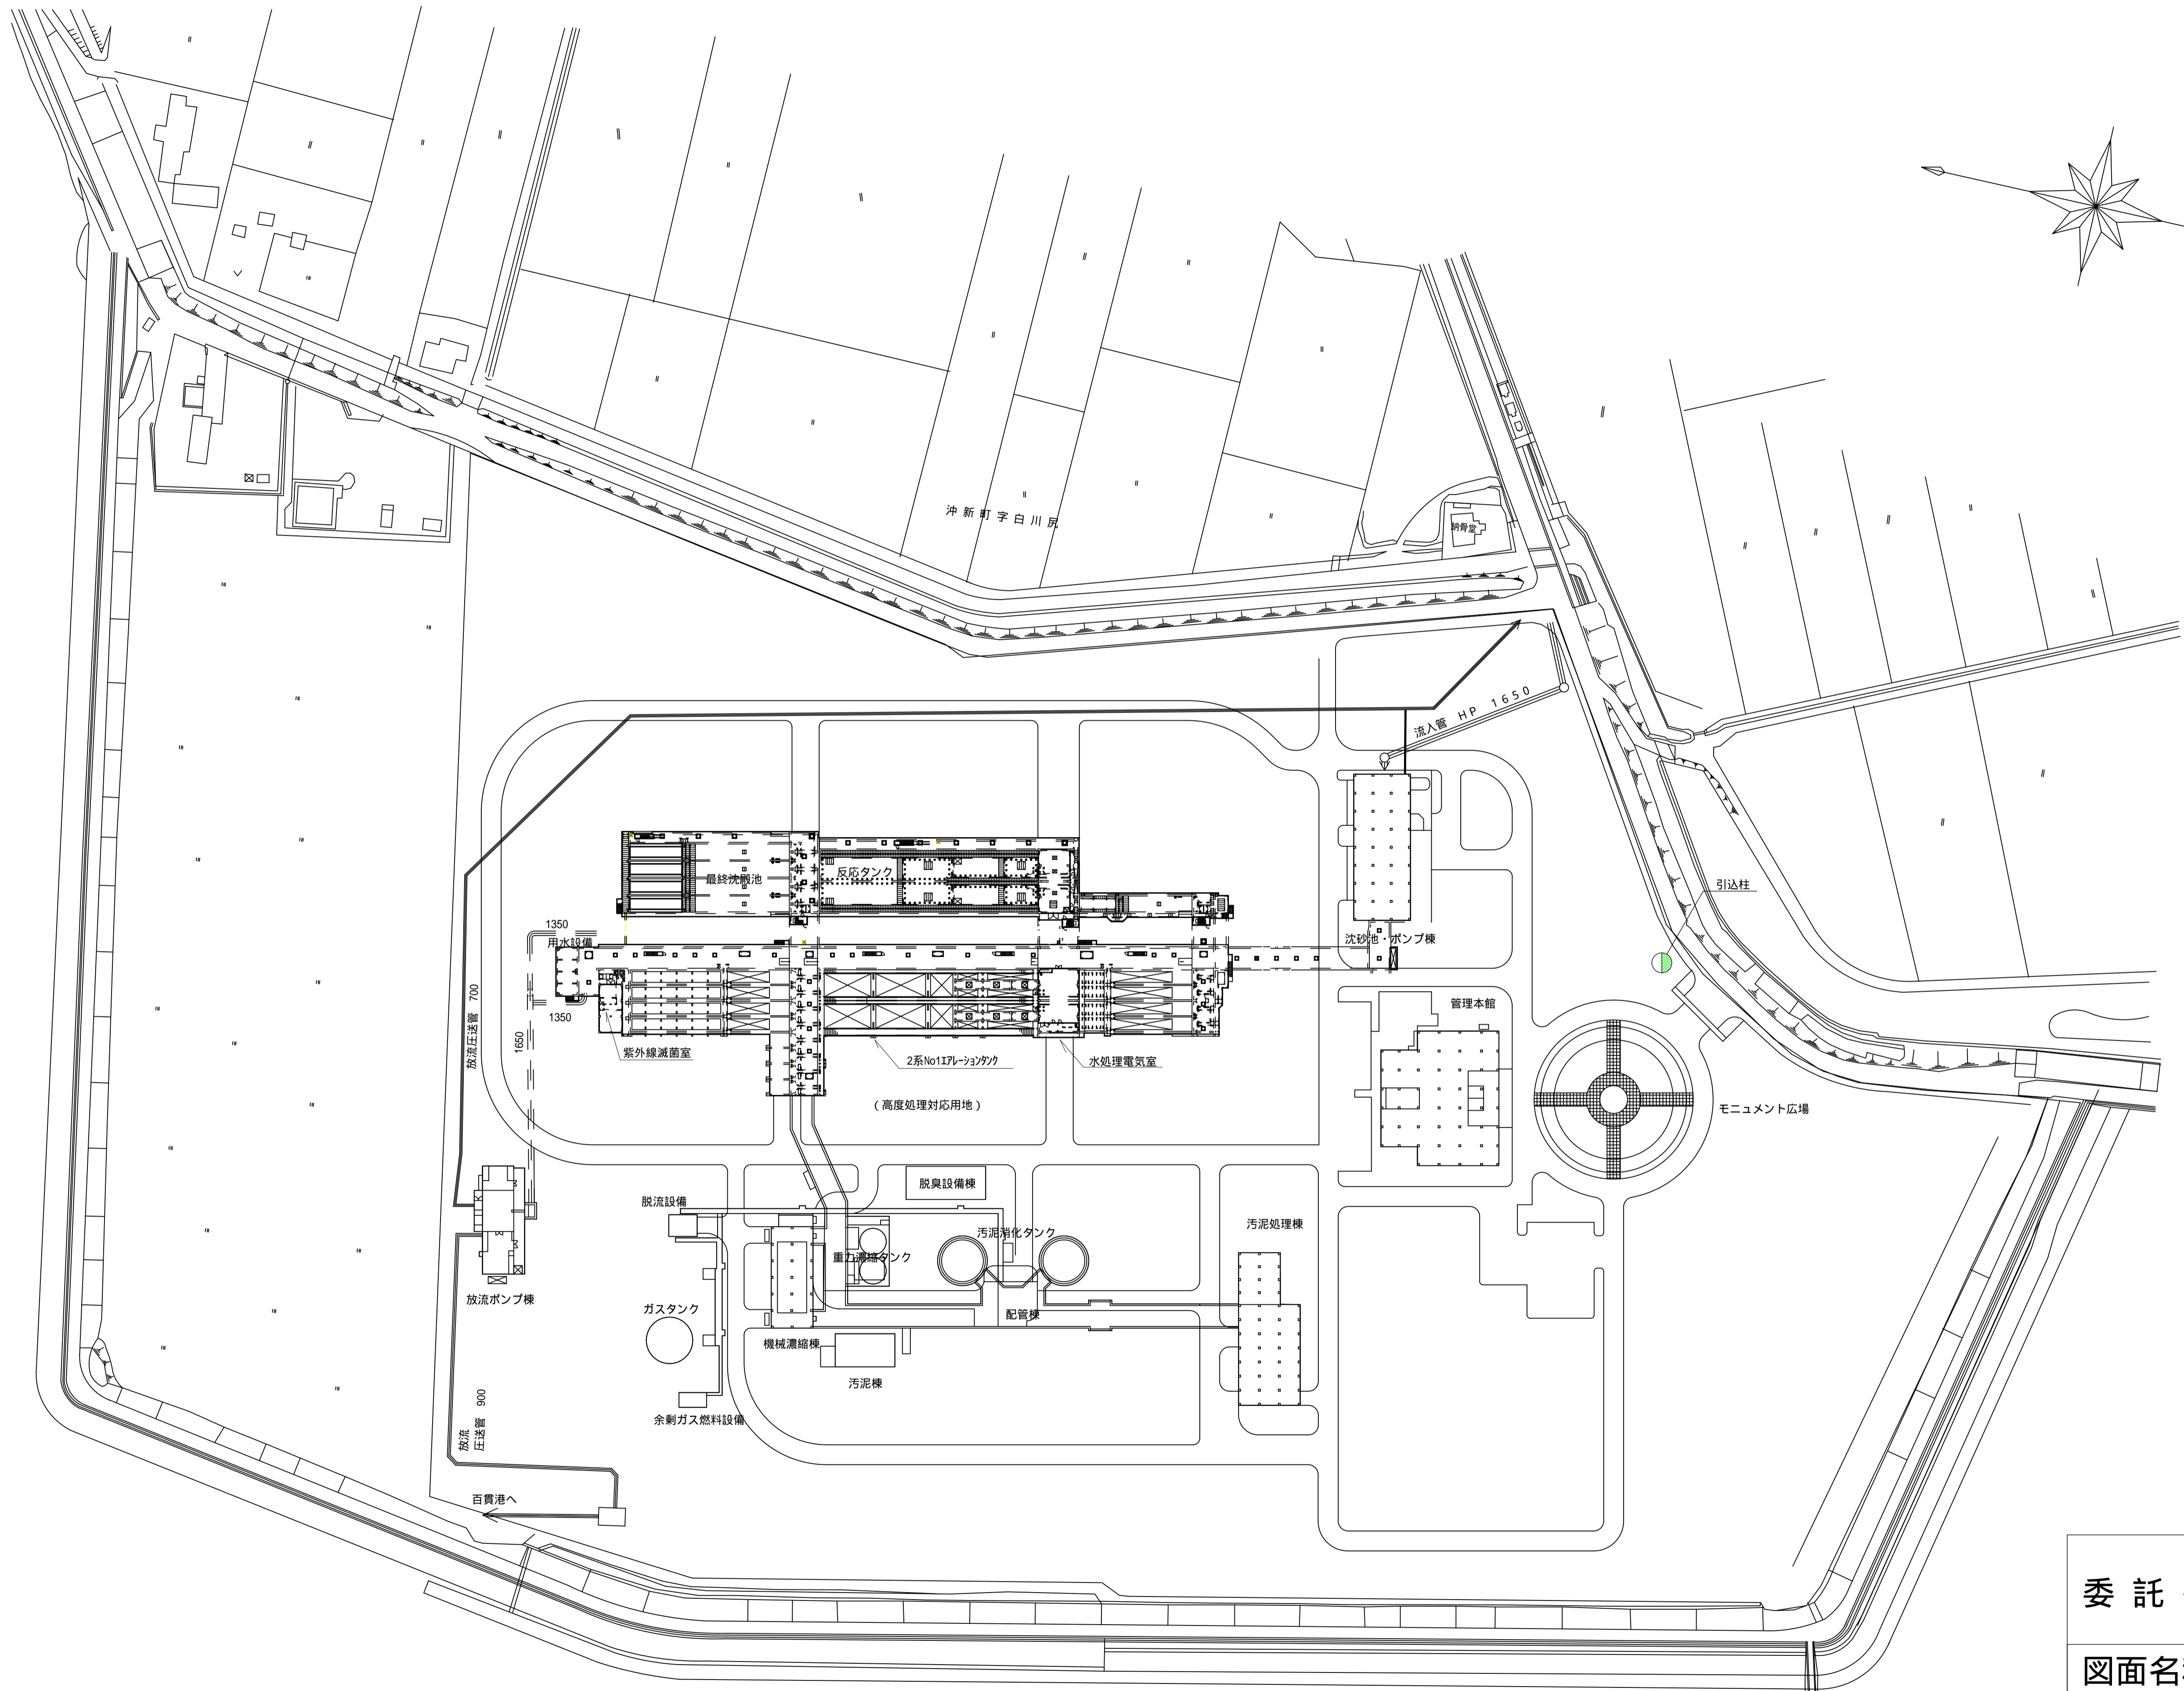 沖新町字白川尻
納骨堂
流入管 HP 1650
引込柱
最終沈殿池
反応タンク
沈砂池・ポンプ棟
1350
用水設備
放流圧送管 700
1650
1350
紫外線滅菌室
2系No1エアレーションタンク
水処理電気室
管理本館
(高度処理対応用地)
モニュメント広場
脱臭設備棟
脱流設備
汚泥消化タンク
汚泥処理棟
重力濃縮タンク
放流ポンプ棟
ガスタンク
配管棟
機械濃縮棟
汚泥棟
余剰ガス燃料設備
放流
圧送管 900
百貫港へ
委託
図面名